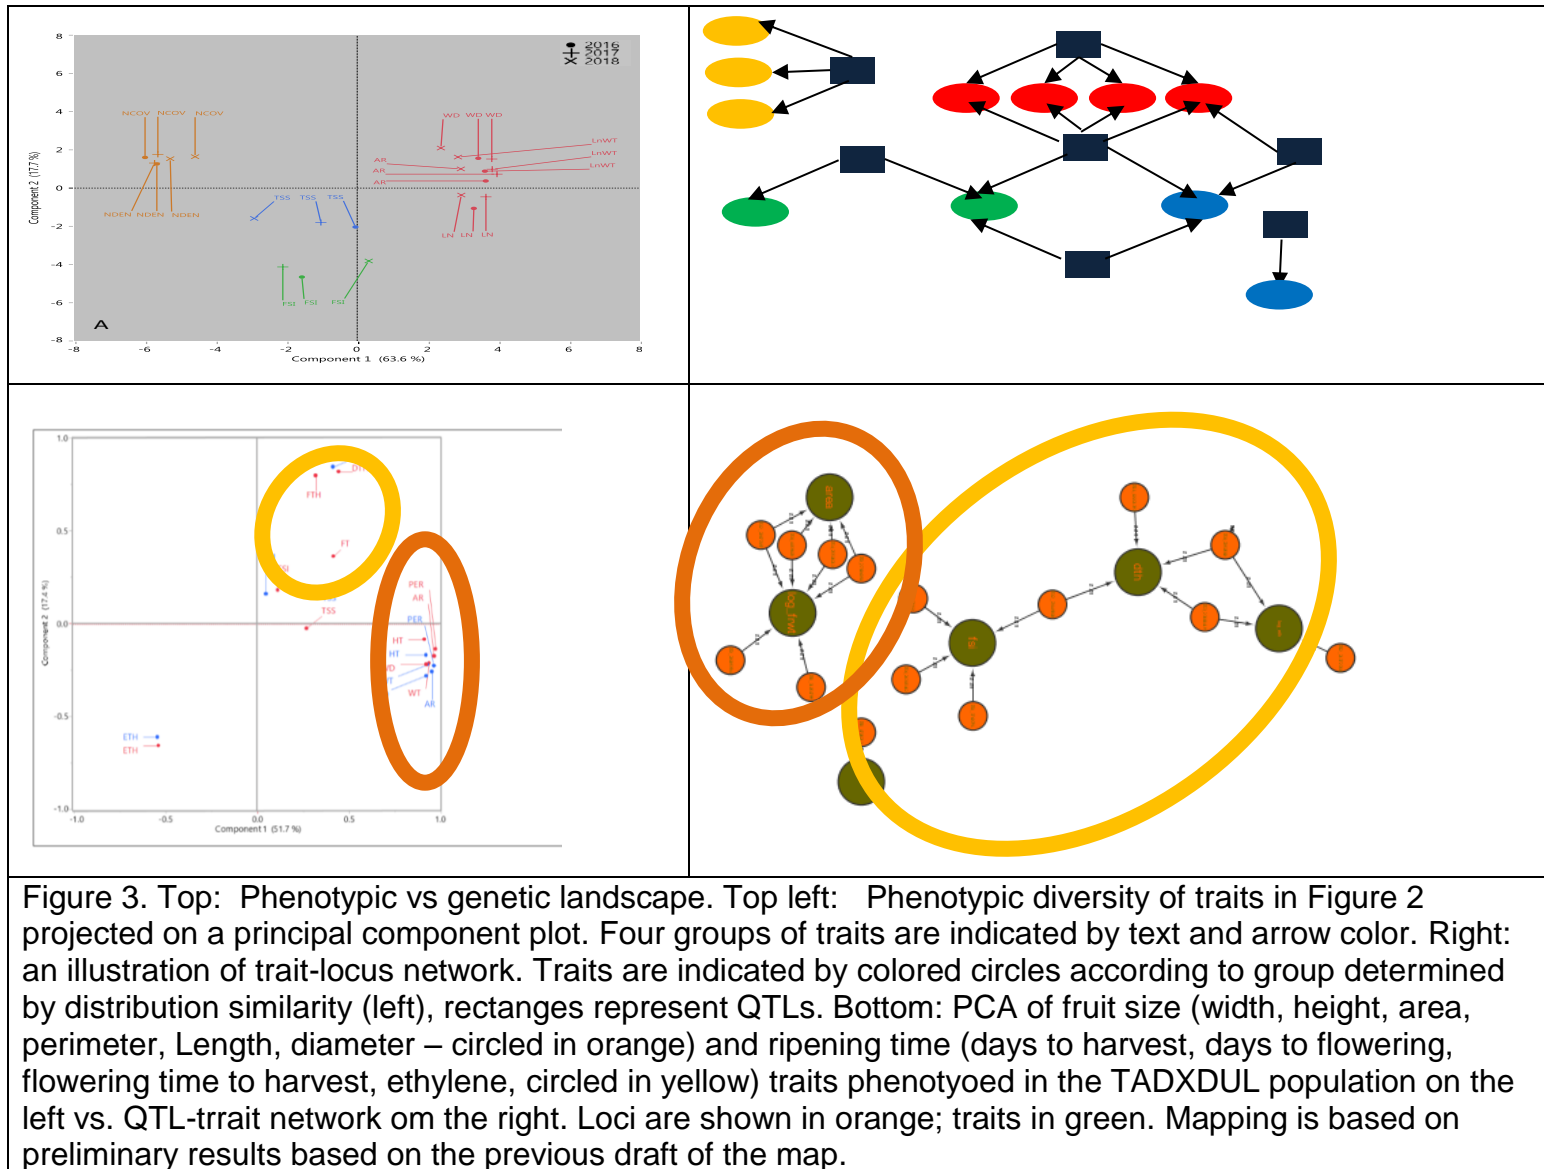 8
6
4
2
0
-2
-4
-6
-8
-8
-6
-4
-2
0
2
4
6
8
Component 2 (17.7 %)
Component 1 (63.6 %)
2016
2017
2018
NCOV NCOV NCOV
NDEN NDEN NDEN
TSS TSS TSS
FSI FSI FSI
WD WD WD
LnWT
LnWT
LnWT
AR
AR
AR
LN LN LN
A
1.0
0.5
0.0
-0.5
-1.0
-1.0
-0.5
0.0
0.5
1.0
Component 2 (17.4 %)
Component 1 (51.7 %)
FTH
FT
TSS
PER
AR
PER
HT
HT
WT
AR
ETH
ETH
area
log_frwt
fsi
dth
Figure 3. Top: Phenotypic vs genetic landscape. Top left: Phenotypic diversity of traits in Figure 2
projected on a principal component plot. Four groups of traits are indicated by text and arrow color. Right:
an illustration of trait-locus network. Traits are indicated by colored circles according to group determined
by distribution similarity (left), rectanges represent QTLs. Bottom: PCA of fruit size (width, height, area,
perimeter, Length, diameter – circled in orange) and ripening time (days to harvest, days to flowering,
flowering time to harvest, ethylene, circled in yellow) traits phenotyoed in the TADXDUL population on the
left vs. QTL-trrait network om the right. Loci are shown in orange; traits in green. Mapping is based on
preliminary results based on the previous draft of the map.